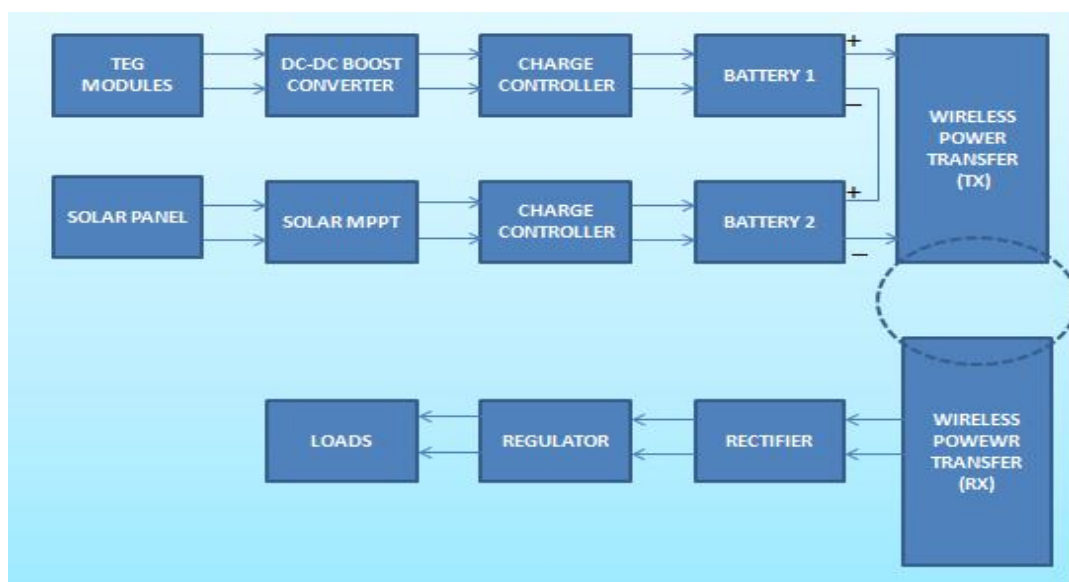 TEG
MODULES
DC-DC BOOST
CONVERTER
CHARGE
CONTROLLER
BATTERY 1
+
−
WIRELESS
POWER
TRANSFER
(TX)
SOLAR PANEL
SOLAR MPPT
CHARGE
CONTROLLER
BATTERY 2
+
−
LOADS
REGULATOR
RECTIFIER
WIRELESS
POWEWR
TRANSFER
(RX)